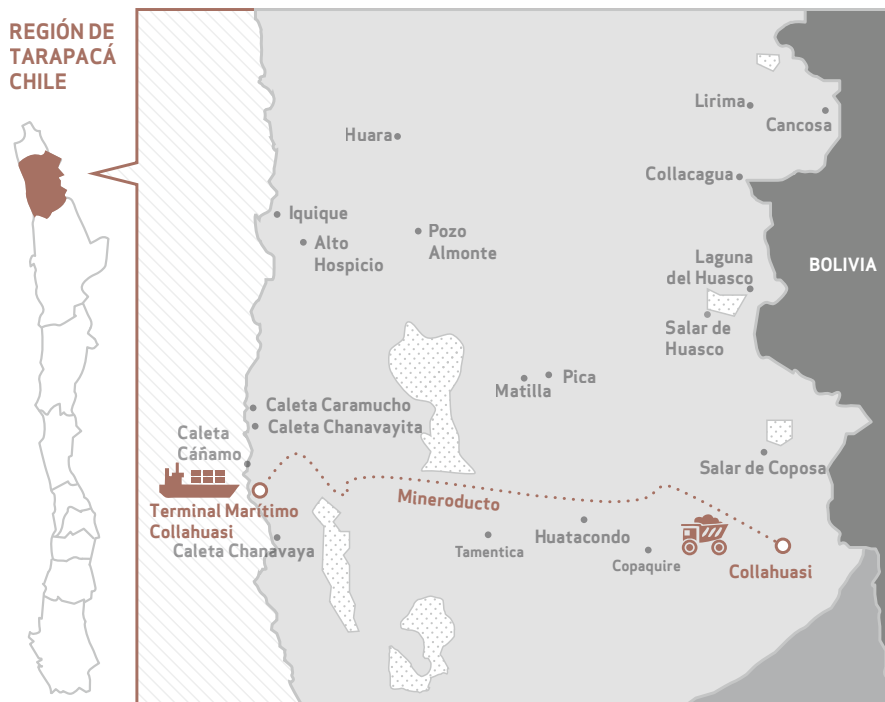 REGIÓN DE
TARAPACÁ
CHILE
Lirima
Cancosa
Huara
Collacagua
Iquique
Alto
Hospicio
Pozo
Almonte
Laguna
del Huasco
BOLIVIA
Salar de
Huasco
Matilla
Pica
Caleta Caramucho
Caleta Chanavayita
Caleta
Cáñamo
Salar de Coposa
Mineroducto
Terminal Marítimo
Collahuasi
Caleta Chanavaya
Tamentica
Huatacondo
Copaquire
Collahuasi